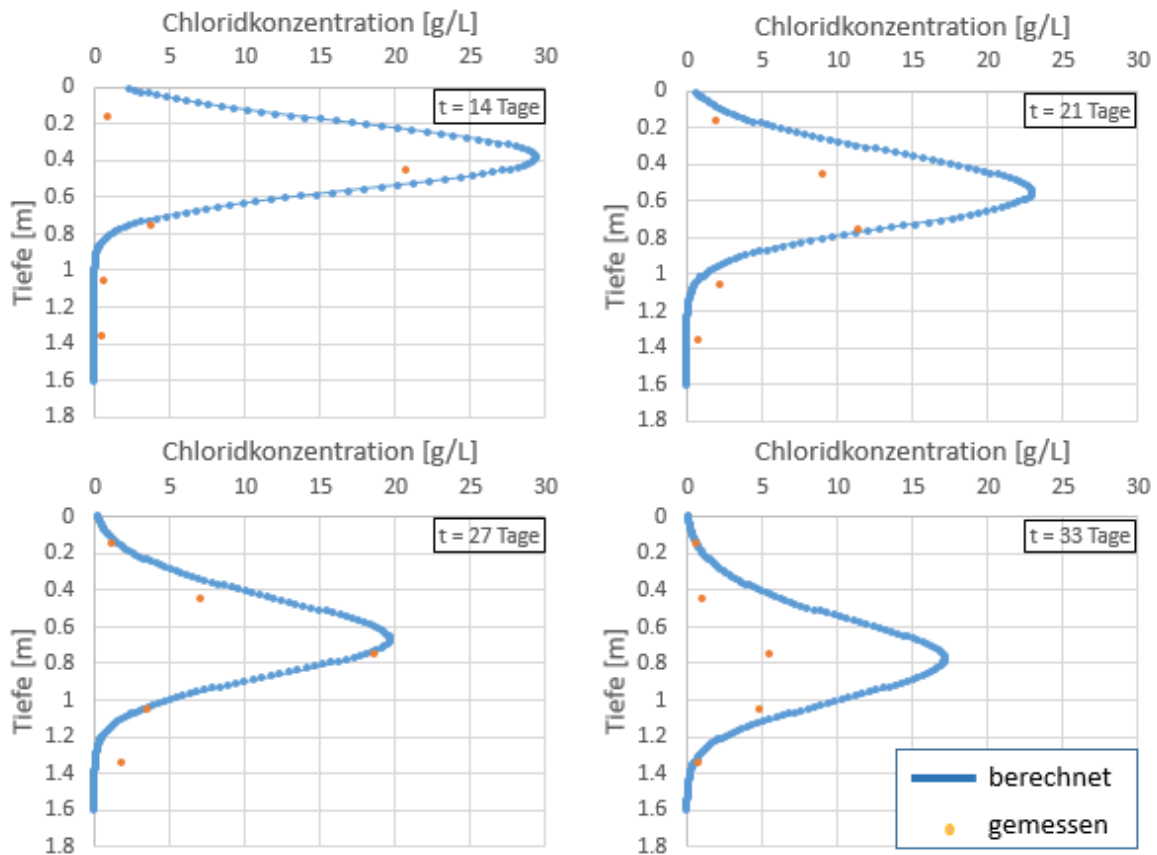 Chloridkonzentration [g/L]
0 5 10 15 20 25 30
0
0.2
0.4
0.6
0.8
1
1.2
1.4
1.6
1.8
Tiefe [m]
t = 14 Tage
Chloridkonzentration [g/L]
0 5 10 15 20 25 30
0
0.2
0.4
0.6
0.8
1
1.2
1.4
1.6
1.8
Tiefe [m]
t = 21 Tage
Chloridkonzentration [g/L]
0 5 10 15 20 25 30
0
0.2
0.4
0.6
0.8
1
1.2
1.4
1.6
1.8
Tiefe [m]
t = 27 Tage
Chloridkonzentration [g/L]
0 5 10 15 20 25 30
0
0.2
0.4
0.6
0.8
1
1.2
1.4
1.6
1.8
Tiefe [m]
t = 33 Tage
berechnet
gemessen